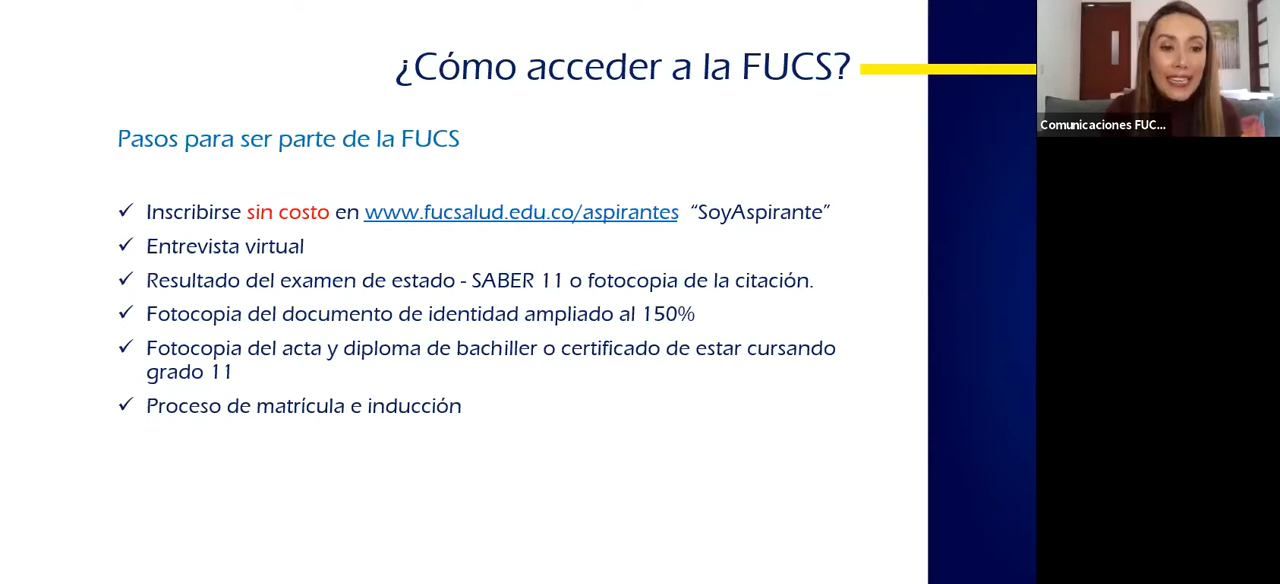 ¿Cómo acceder a la FUCS?
Pasos para ser parte de la FUCS
✓ Inscribirse sin costo en www.fucsalud.edu.co/aspirantes “SoyAspirante”
✓ Entrevista virtual
✓ Resultado del examen de estado - SABER 11 o fotocopia de la citación.
✓ Fotocopia del documento de identidad ampliado al 150%
✓ Fotocopia del acta y diploma de bachiller o certificado de estar cursando
grado 11
✓ Proceso de matrícula e inducción
Comunicaciones FUC...